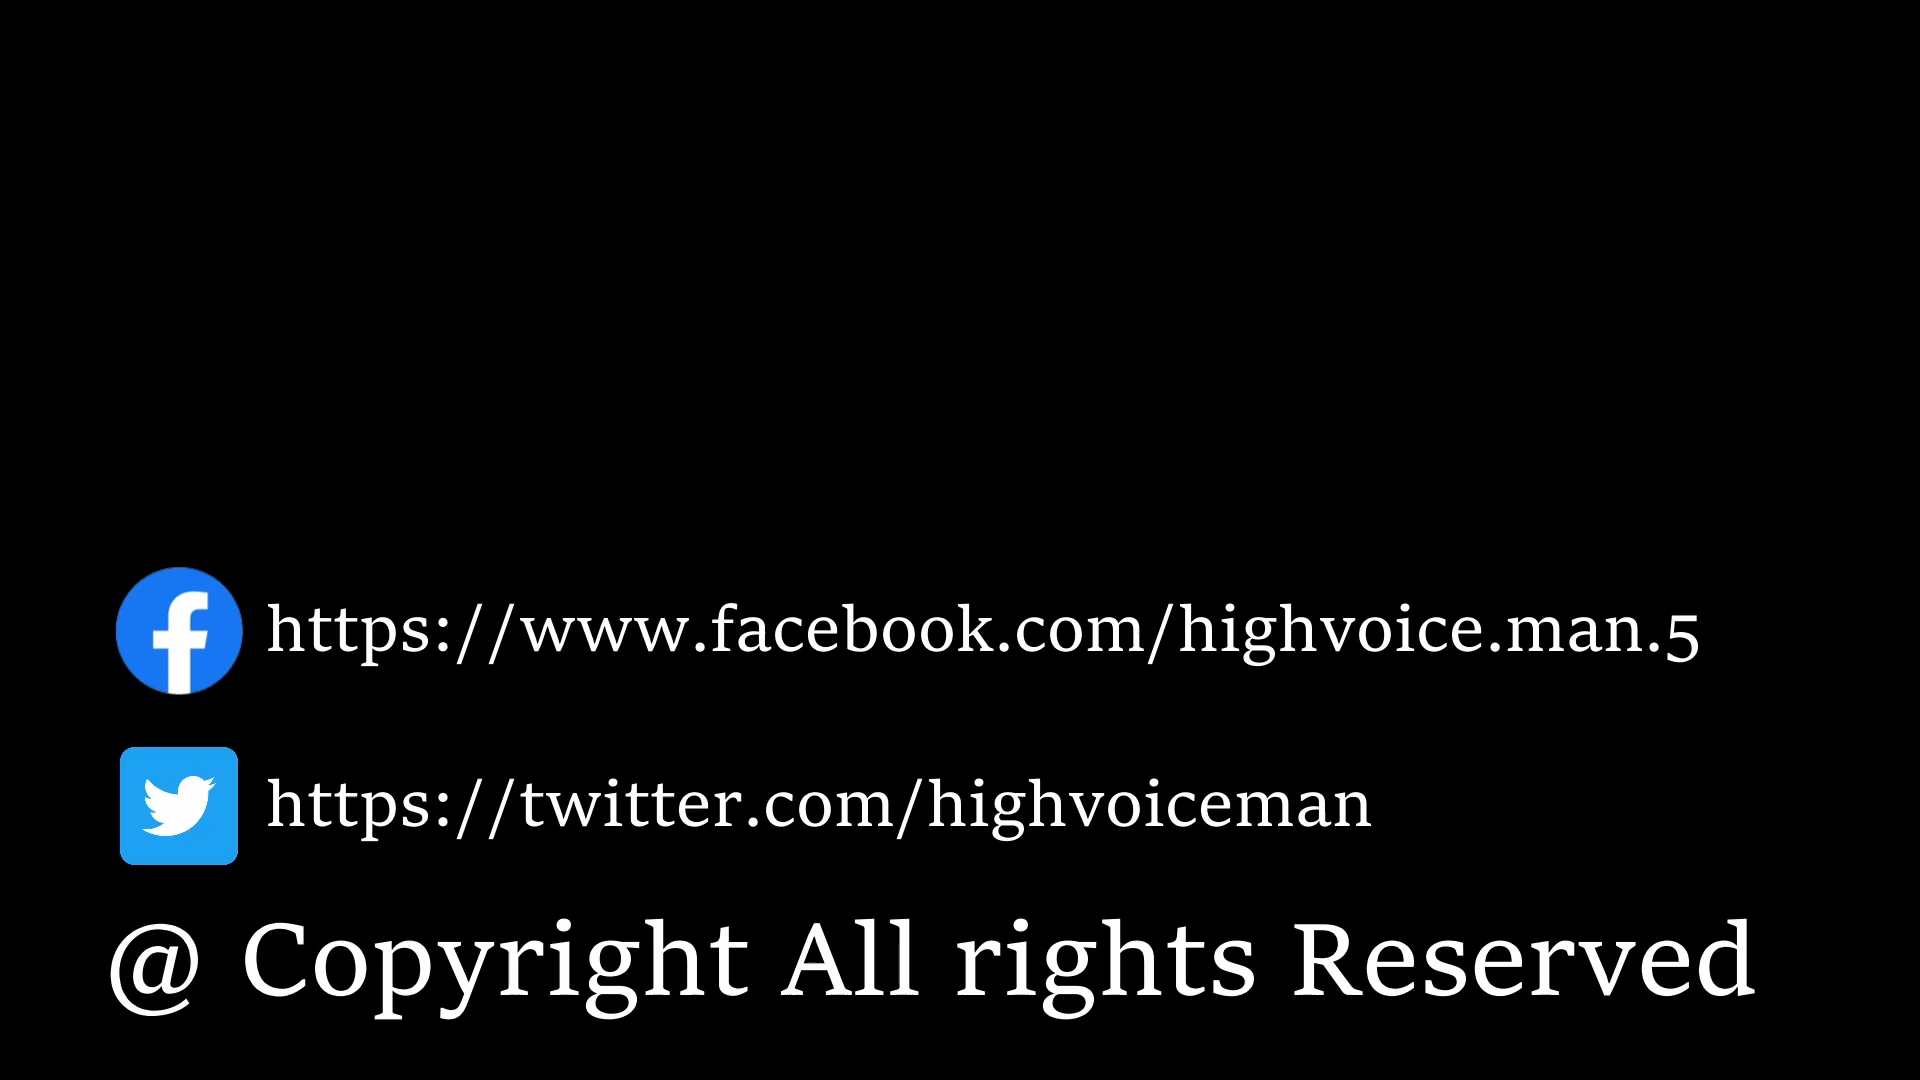 https://www.facebook.com/highvoice.man.5
https://twitter.com/highvoiceman
@ Copyright All rights Reserved